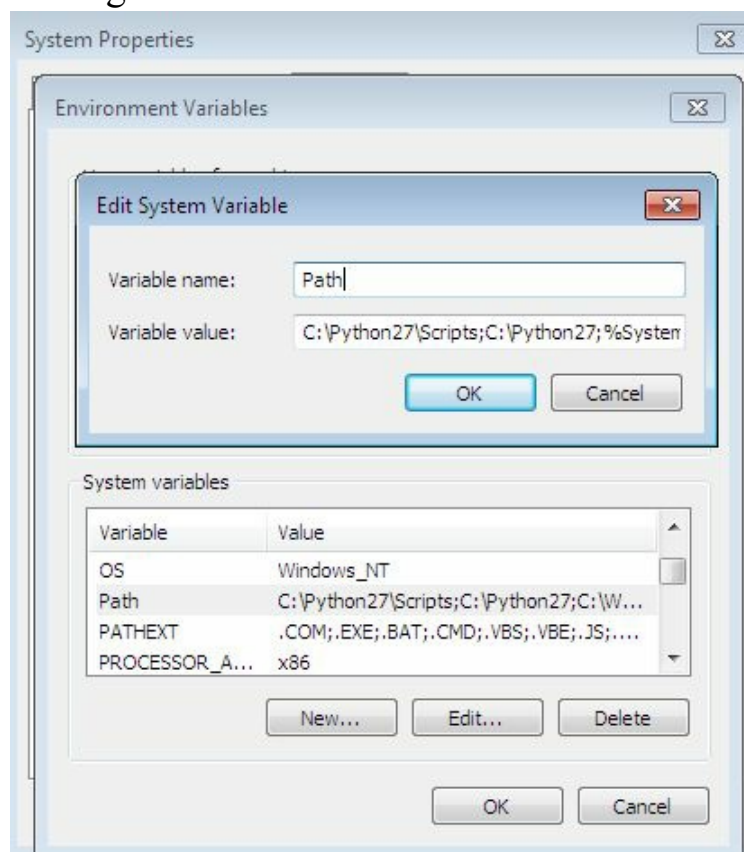 System Properties
Environment Variables
Edit System Variable
Variable name:
Path
Variable value:
C:\Python27\Scripts;C:\Python27;%System
OK Cancel
System variables
Variable Value
OS Windows_NT
Path C:\Python27\Scripts;C:\Python27;C:\W...
PATHEXT .COM;.EXE;.BAT;.CMD;.VBS;.VBE;.JS;....
PROCESSOR_A... x86
New... Edit... Delete
OK Cancel